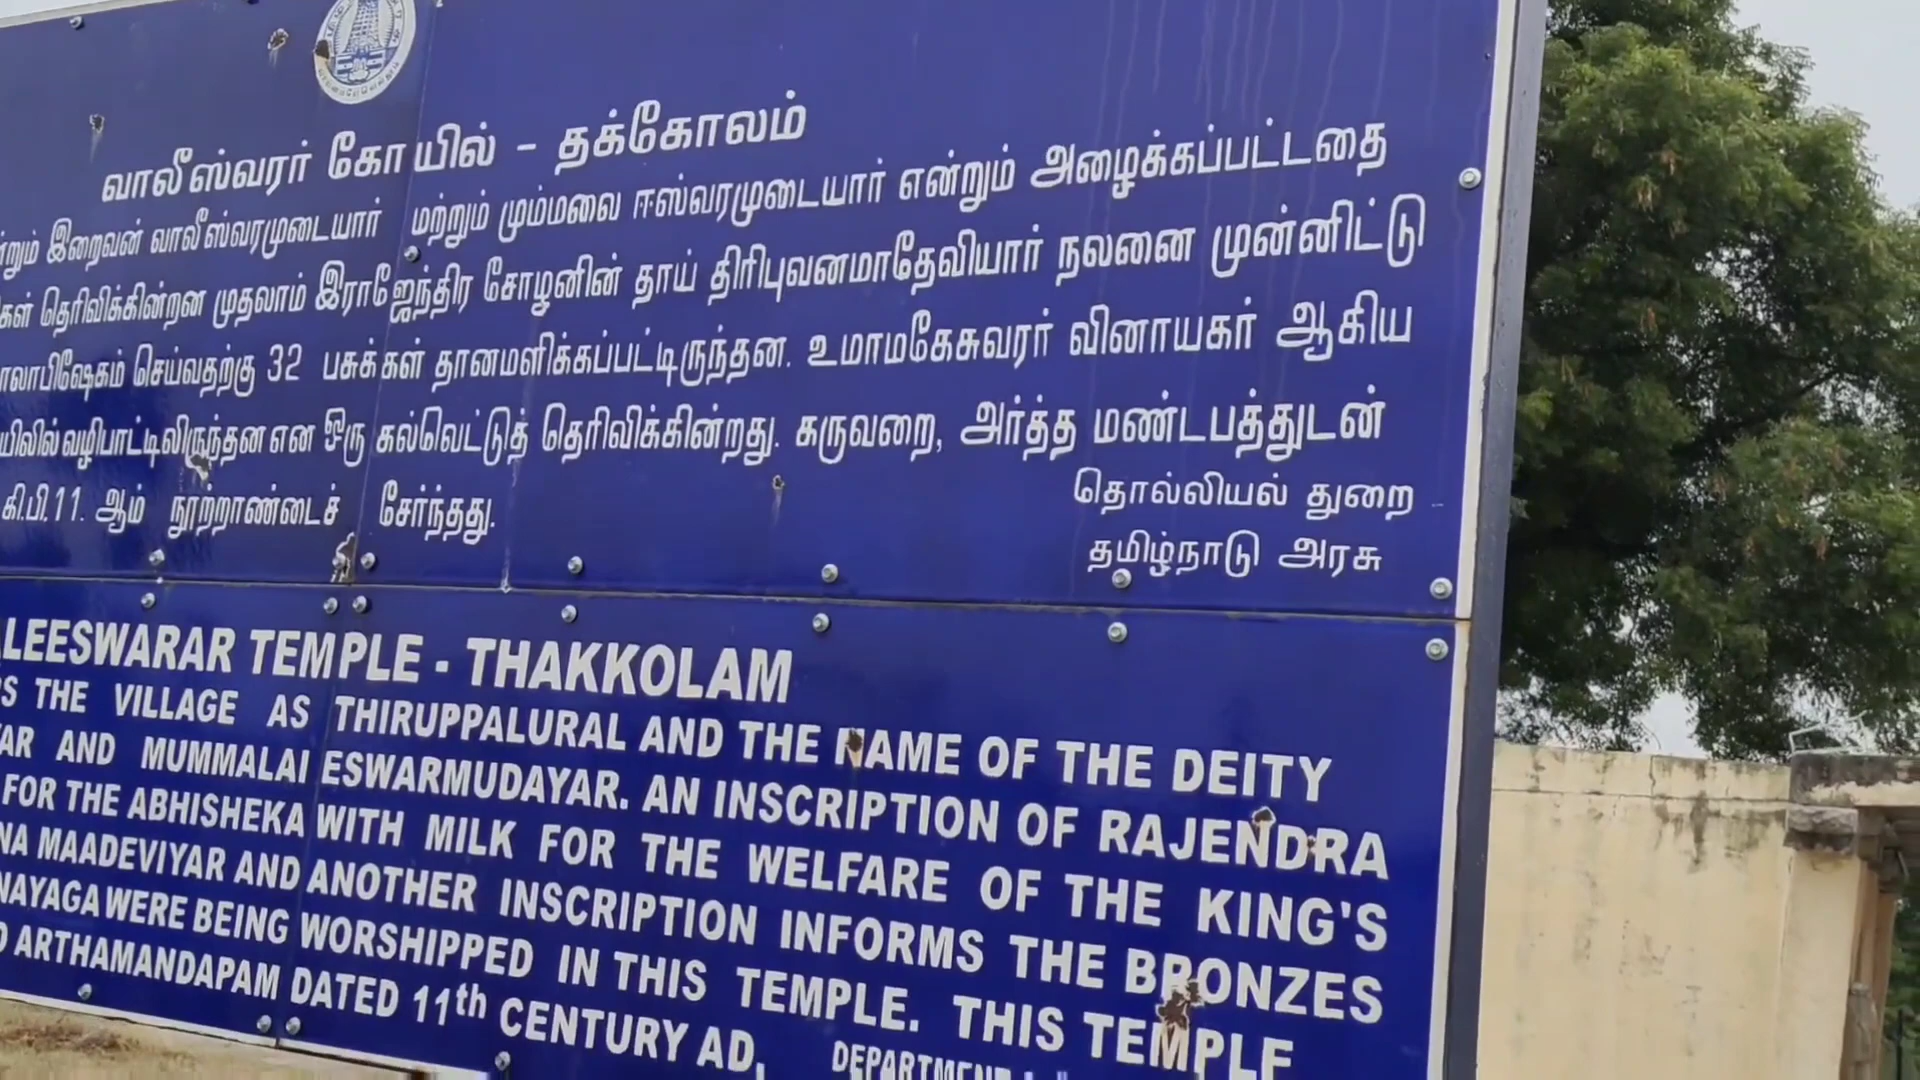 வாலீஸ்வரர் கோயில் - தக்கோலம்
இறைவன் வாலீஸ்வரமுடையார் மற்றும் மும்மலை ஈஸ்வரமுடையார் என்றும் அழைக்கப்பட்டதை
தெரிவிக்கின்றன முதலாம் இராஜேந்திர சோழனின் தாய் திரிபுவனமாதேவியார் நலனை முன்னிட்டு
செய்வதற்கு 32 பசுக்கள் தானமளிக்கப்பட்டிருந்தன. உமாமகேசுவரர் விநாயகர் ஆகிய
வழிபாட்டிலிருந்தன என ஒரு கல்வெட்டுத் தெரிவிக்கின்றது. கருவறை, அர்த்த மண்டபத்துடன்
கி.பி.11. ஆம் நூற்றாண்டைச் சேர்ந்தது.
தொல்லியல் துறை
தமிழ்நாடு அரசு
LEESWARAR TEMPLE - THAKKOLAM
THE VILLAGE AS THIRUPPALURAL AND THE NAME OF THE DEITY
AR AND MUMMALAI ESWARMUDAYAR. AN INSCRIPTION OF RAJENDRA
FOR THE ABHISHEKA WITH MILK FOR THE WELFARE OF THE KING'S
NA MAADEVIYAR AND ANOTHER INSCRIPTION INFORMS THE BRONZES
NAYAGA WERE BEING WORSHIPPED IN THIS TEMPLE. THIS TEMPLE
ARTHAMANDAPAM DATED 11th CENTURY AD,
DEPARTMENT